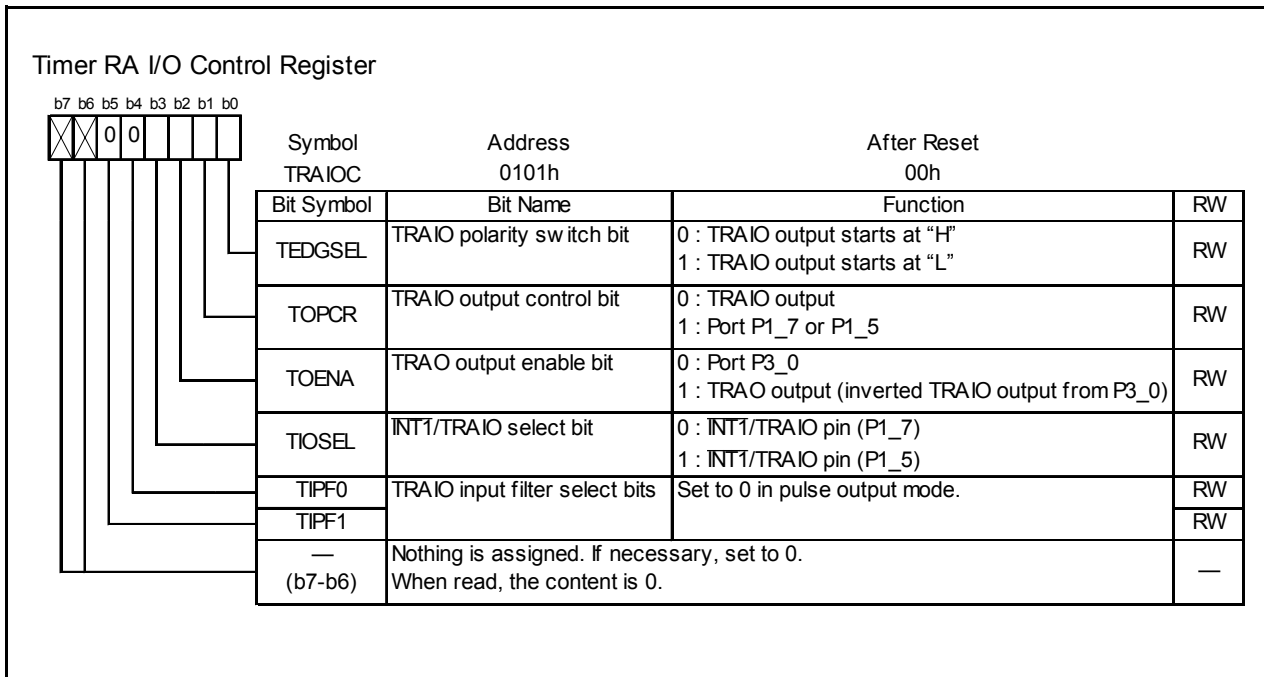 Timer RA I/O Control Register
b7 b6 b5 b4 b3 b2 b1 b0
0 0
Symbol Address After Reset
TRAIOC 0101h 00h
Bit Symbol Bit Name Function RW
TEDGSEL TRAIO polarity switch bit 0 : TRAIO output starts at “H” RW
1 : TRAIO output starts at “L”
TOPCR TRAIO output control bit 0 : TRAIO output RW
1 : Port P1_7 or P1_5
TOENA TRAO output enable bit 0 : Port P3_0 RW
1 : TRAO output (inverted TRAIO output from P3_0)
TIOSEL INT1/TRAIO select bit 0 : INT1/TRAIO pin (P1_7) RW
1 : INT1/TRAIO pin (P1_5)
TIPF0 TRAIO input filter select bits Set to 0 in pulse output mode. RW
TIPF1 RW
— Nothing is assigned. If necessary, set to 0. —
(b7-b6) When read, the content is 0.